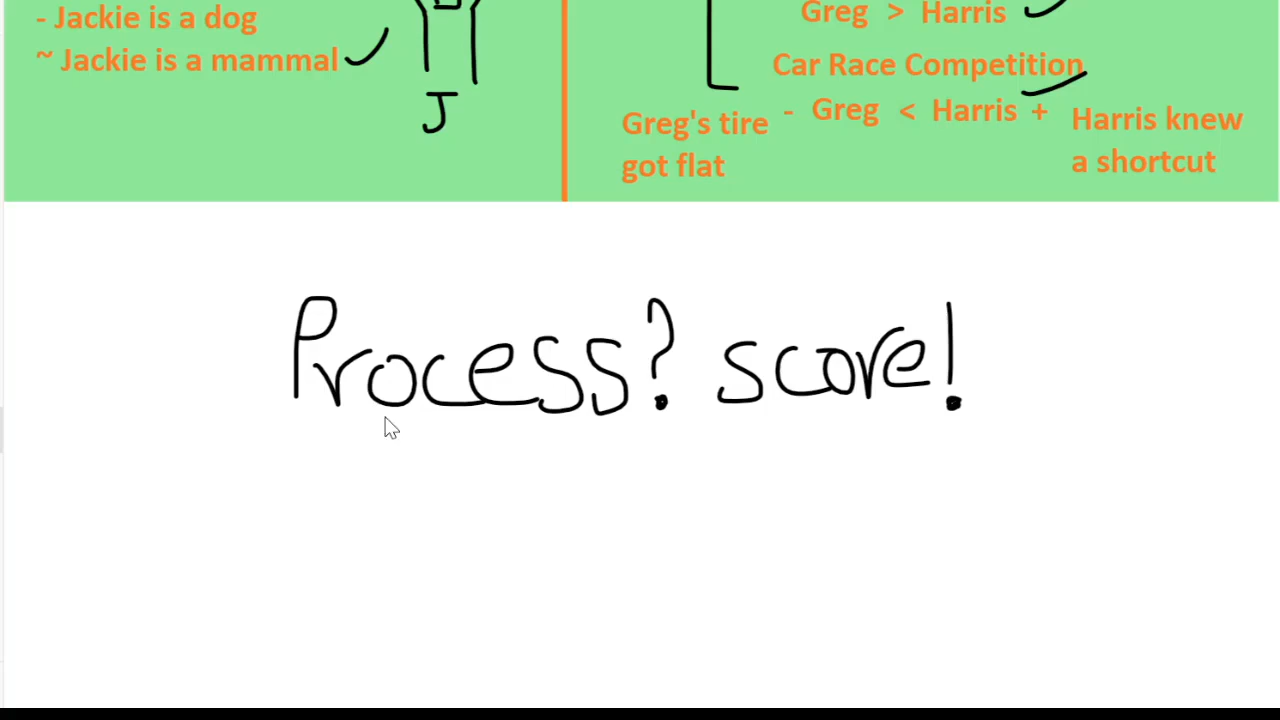 - Jackie is a dog
~ Jackie is a mammal
J
Greg > Harris
Car Race Competition
- Greg < Harris +
Greg's tire
got flat
Harris knew
a shortcut
Process? score!